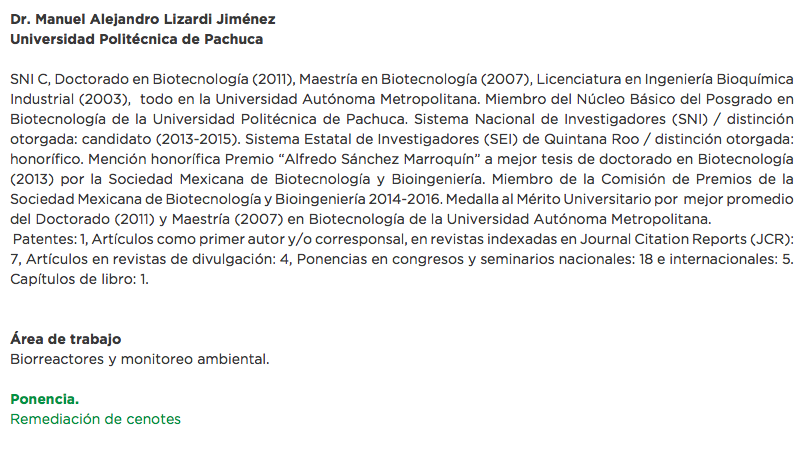 Dr. Manuel Alejandro Lizardi Jiménez
Universidad Politécnica de Pachuca
SNI C, Doctorado en Biotecnología (2011), Maestría en Biotecnología (2007), Licenciatura en Ingeniería Bioquímica
Industrial (2003), todo en la Universidad Autónoma Metropolitana. Miembro del Núcleo Básico del Posgrado en
Biotecnología de la Universidad Politécnica de Pachuca. Sistema Nacional de Investigadores (SNI) / distinción
otorgada: candidato (2013-2015). Sistema Estatal de Investigadores (SEI) de Quintana Roo / distinción otorgada:
honorífico. Mención honorífica Premio “Alfredo Sánchez Marroquín” a mejor tesis de doctorado en Biotecnología
(2013) por la Sociedad Mexicana de Biotecnología y Bioingeniería. Miembro de la Comisión de Premios de la
Sociedad Mexicana de Biotecnología y Bioingeniería 2014-2016. Medalla al Mérito Universitario por mejor promedio
del Doctorado (2011) y Maestría (2007) en Biotecnología de la Universidad Autónoma Metropolitana.
Patentes: 1, Artículos como primer autor y/o corresponsal, en revistas indexadas en Journal Citation Reports (JCR):
7, Artículos en revistas de divulgación: 4, Ponencias en congresos y seminarios nacionales: 18 e internacionales: 5.
Capítulos de libro: 1.
Área de trabajo
Biorreactores y monitoreo ambiental.
Ponencia.
Remediación de cenotes